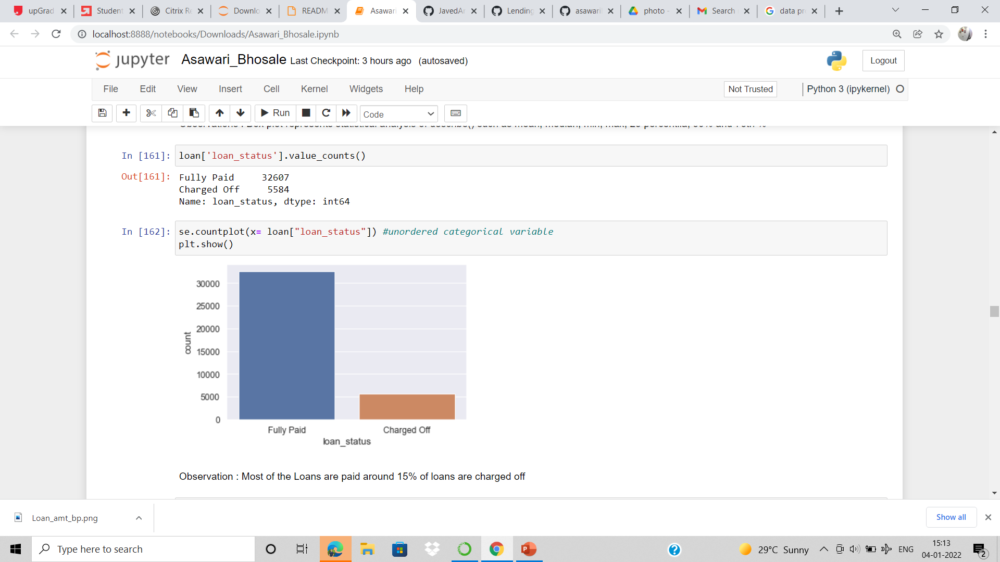 upGrad
Student
Citrix Re
Downlo
READM
Asawari
JavedAr
Lending
asawarii
photo -
Search
data pr
localhost:8888/notebooks/Downloads/Asawari_Bhosale.ipynb
jupyter Asawari_Bhosale Last Checkpoint: 3 hours ago (autosaved)
Logout
File Edit View Insert Cell Kernel Widgets Help
Not Trusted
Python 3 (ipykernel)
Run
Code
In [161]: loan['loan_status'].value_counts()
Out[161]: Fully Paid 32607
Charged Off 5584
Name: loan_status, dtype: int64
In [162]: se.countplot(x= loan["loan_status"]) #unordered categorical variable
plt.show()
30000
25000
20000
15000
10000
5000
0
count
Fully Paid Charged Off
loan_status
Observation : Most of the Loans are paid around 15% of loans are charged off
Loan_amt_bp.png
Show all
Type here to search
29°C Sunny
ENG
15:13
04-01-2022
2